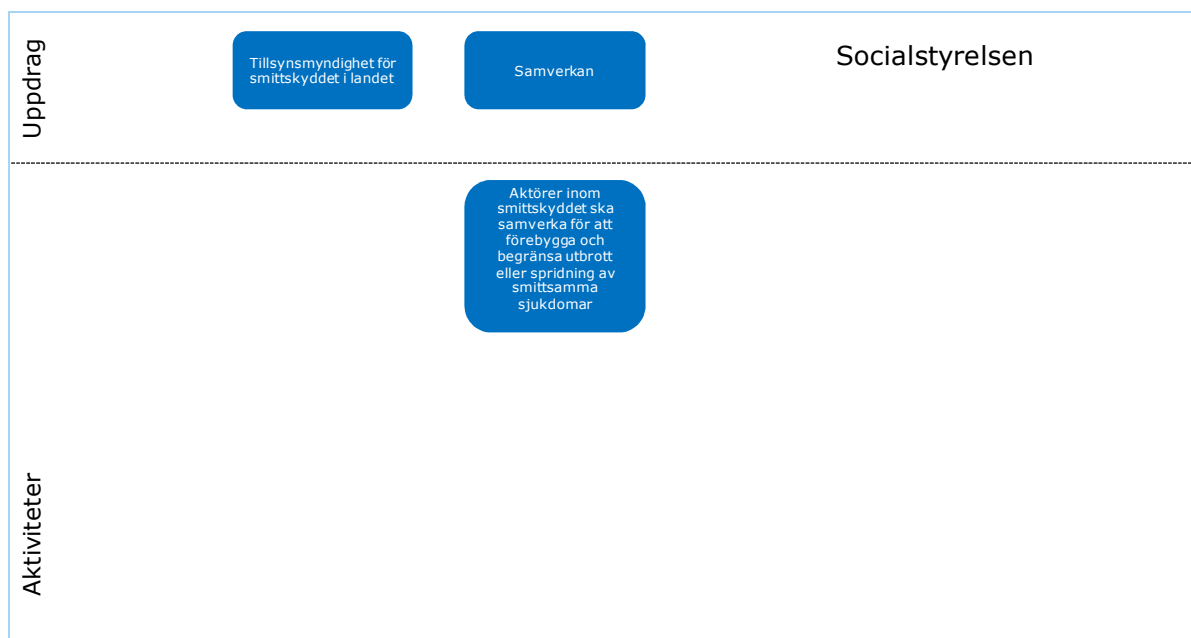 Uppdrag
Tillsynsmyndighet för
smittskyddet i landet
Samverkan
Socialstyrelsen
Aktiviteter
Aktörer inom
smittskyddet ska
samverka för att
förebygga och
begränsa utbrott
eller spridning av
smittsamma
sjukdomar